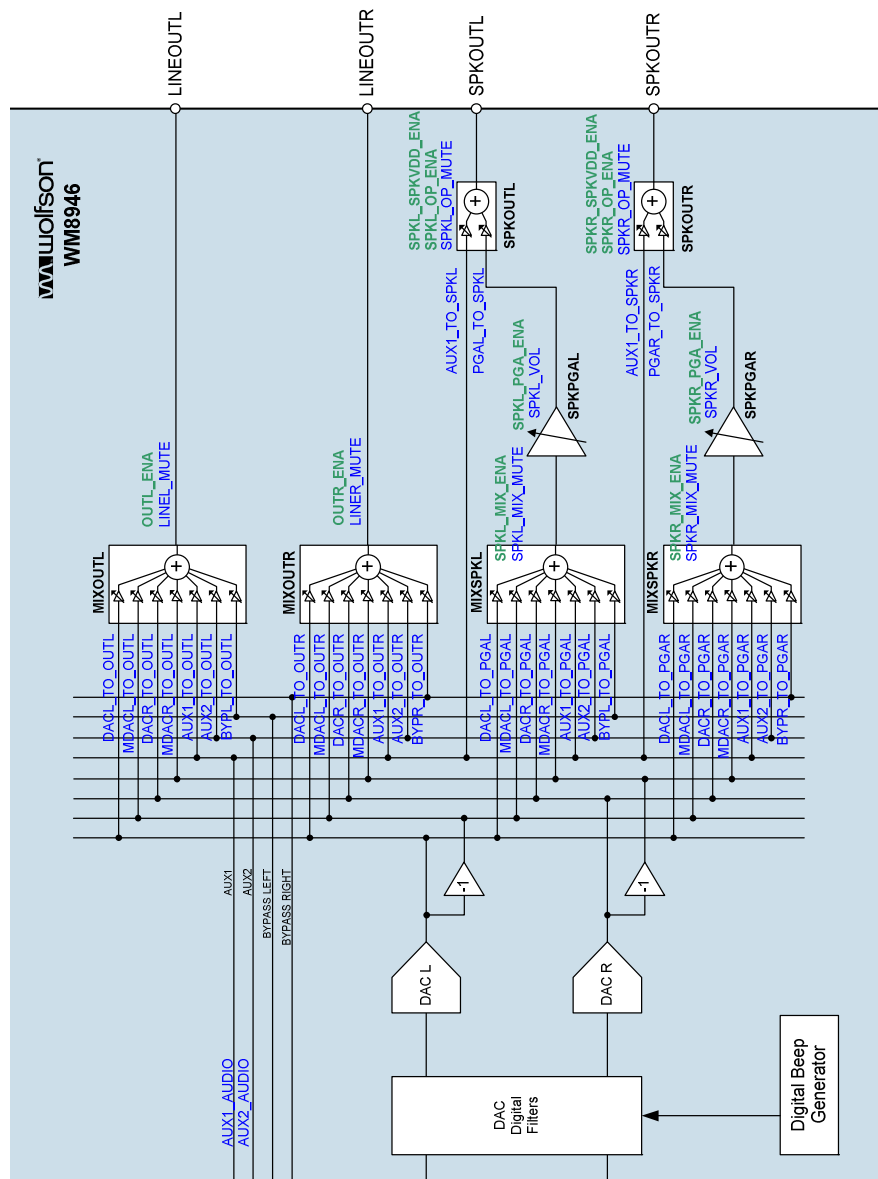 LINEOUTL
LINEOUTR
SPKOUTL
SPKOUTR
wolfson
WM8946
OUTL_ENA
LINEL_MUTE
OUTR_ENA
LINER_MUTE
SPKL_SPKVDD_ENA
SPKL_OP_ENA
SPKL_OP_MUTE
SPKOUTL
SPKR_SPKVDD_ENA
SPKR_OP_ENA
SPKR_OP_MUTE
SPKOUTR
AUX1_TO_SPKL
PGAL_TO_SPKL
AUX1_TO_SPKR
PGAR_TO_SPKR
SPKL_PGA_ENA
SPKL_VOL
SPKPGAL
SPKR_PGA_ENA
SPKR_VOL
SPKPGAR
SPKL_MIX_ENA
SPKL_MIX_MUTE
SPKR_MIX_ENA
SPKR_MIX_MUTE
MIXOUTL
+
MIXOUTR
+
MIXSPKL
+
MIXSPKR
+
+
+
DACL_TO_OUTL
MDACL_TO_OUTL
DACR_TO_OUTL
MDACR_TO_OUTL
AUX1_TO_OUTL
AUX2_TO_OUTL
BYPL_TO_OUTL
DACL_TO_OUTR
MDACL_TO_OUTR
DACR_TO_OUTR
MDACR_TO_OUTR
AUX1_TO_OUTR
AUX2_TO_OUTR
BYPR_TO_OUTR
DACL_TO_PGAL
MDACL_TO_PGAL
DACR_TO_PGAL
MDACR_TO_PGAL
AUX1_TO_PGAL
AUX2_TO_PGAL
BYPL_TO_PGAL
DACL_TO_PGAR
MDACL_TO_PGAR
DACR_TO_PGAR
MDACR_TO_PGAR
AUX1_TO_PGAR
AUX2_TO_PGAR
BYPR_TO_PGAR
AUX1
AUX2
BYPASS LEFT
BYPASS RIGHT
-1
-1
DAC L
DAC R
AUX1_AUDIO
AUX2_AUDIO
DAC
Digital
Filters
Digital Beep
Generator